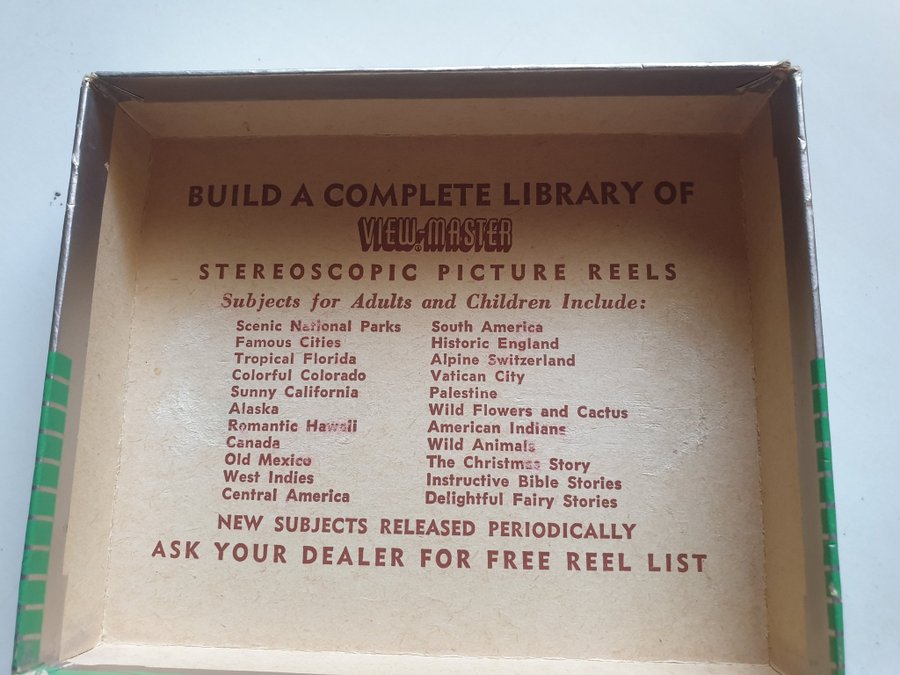 BUILD A COMPLETE LIBRARY OF
VIEW-MASTER
STEREOSCOPIC PICTURE REELS
Subjects for Adults and Children Include:
Scenic National Parks
Famous Cities
Tropical Florida
Colorful Colorado
Sunny California
Alaska
Romantic Hawaii
Canada
Old Mexico
West Indies
Central America
South America
Historic England
Alpine Switzerland
Vatican City
Palestine
Wild Flowers and Cactus
American Indians
Wild Animals
The Christmas Story
Instructive Bible Stories
Delightful Fairy Stories
NEW SUBJECTS RELEASED PERIODICALLY
ASK YOUR DEALER FOR FREE REEL LIST